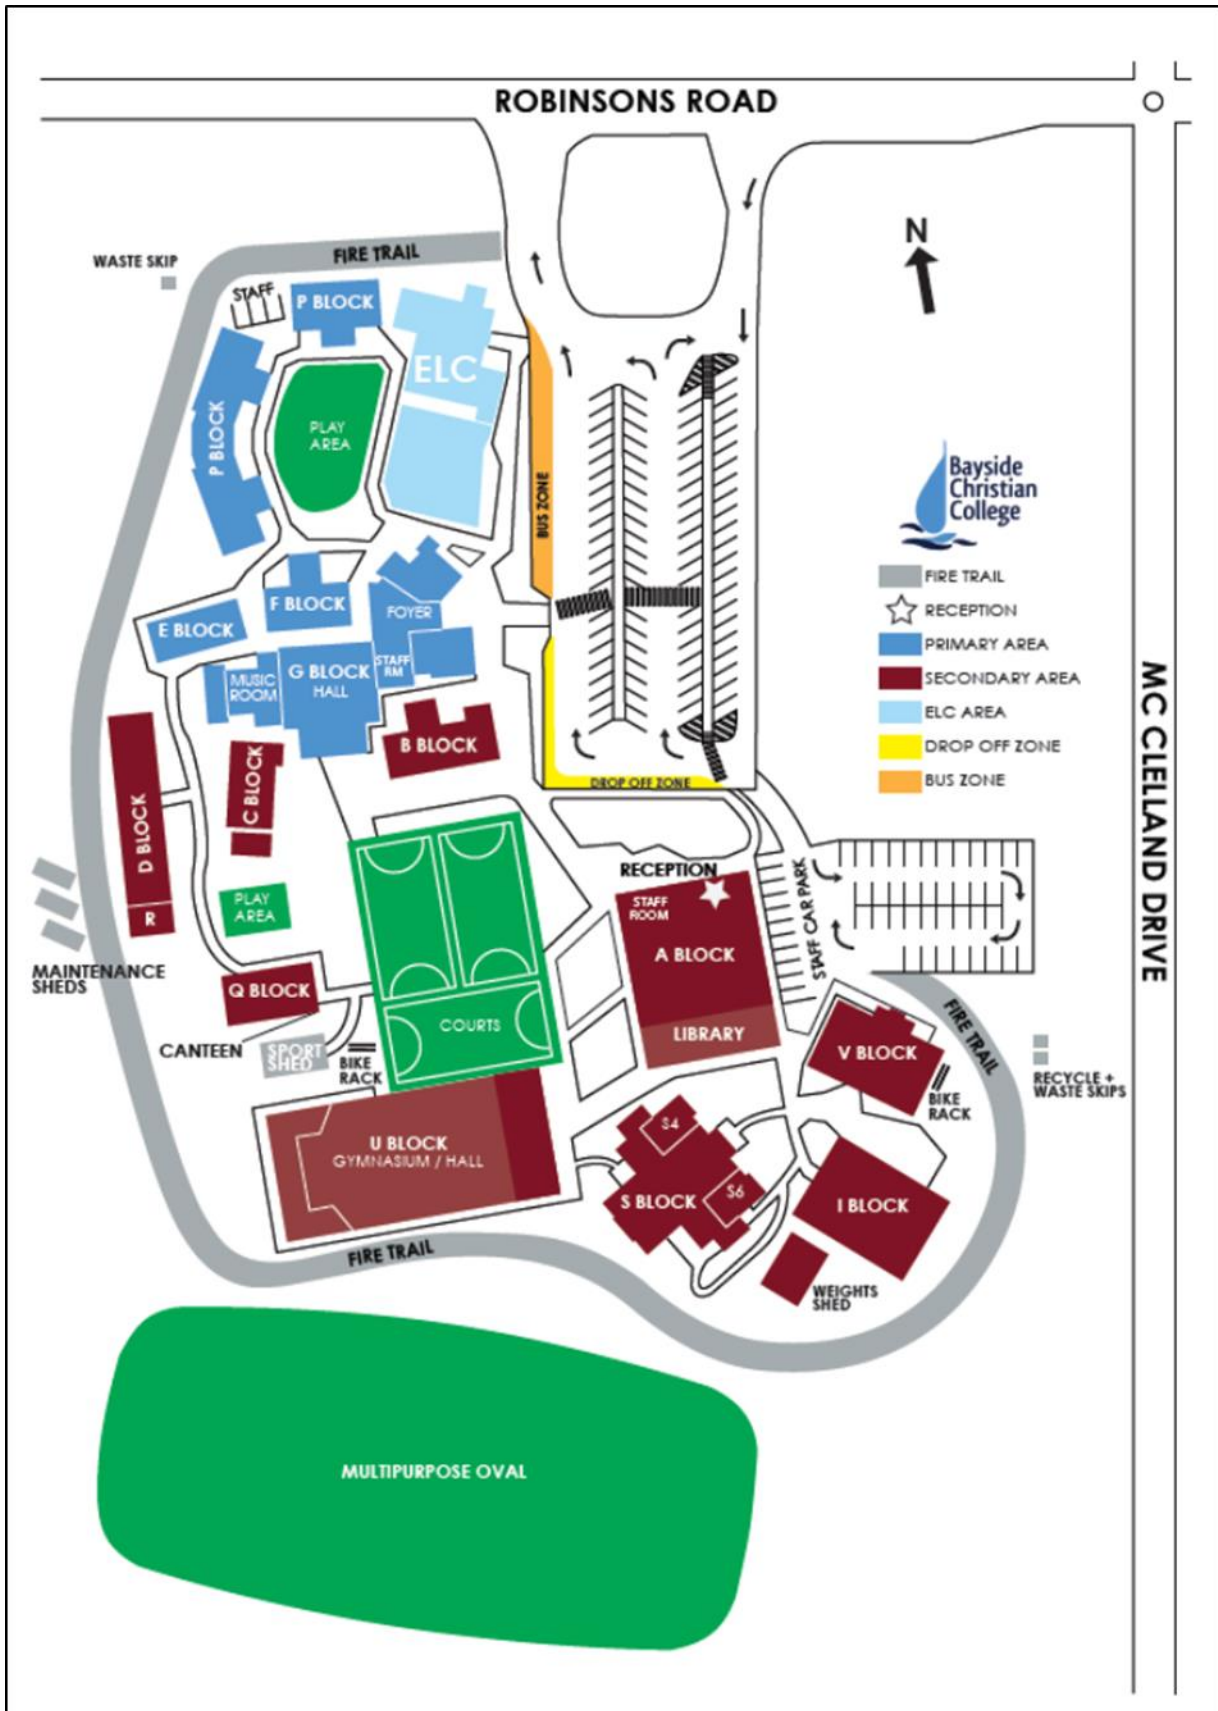 ROBINSONS ROAD
N
WASTE SKIP
FIRE TRAIL
STAFF
P BLOCK
ELC
P BLOCK
PLAY
AREA
BUS ZONE
Bayside
Christian
College
FIRE TRAIL
RECEPTION
PRIMARY AREA
SECONDARY AREA
ELC AREA
DROP OFF ZONE
BUS ZONE
MC CLELLAND DRIVE
F BLOCK
FOYER
E BLOCK
STAFF
RM
G BLOCK
HALL
MUSIC
ROOM
B BLOCK
C BLOCK
D BLOCK
R
DROP OFF ZONE
RECEPTION
STAFF
ROOM
A BLOCK
LIBRARY
STAFF CAR PARK
PLAY
AREA
MAINTENANCE
SHEDS
Q BLOCK
COURTS
CANTEEN
SPORT
SHED
BIKE
RACK
V BLOCK
FIRE TRAIL
BIKE
RACK
RECYCLE +
WASTE SKIPS
U BLOCK
GYMNASIUM / HALL
S4
S6
S BLOCK
I BLOCK
WEIGHTS
SHED
FIRE TRAIL
MULTIPURPOSE OVAL